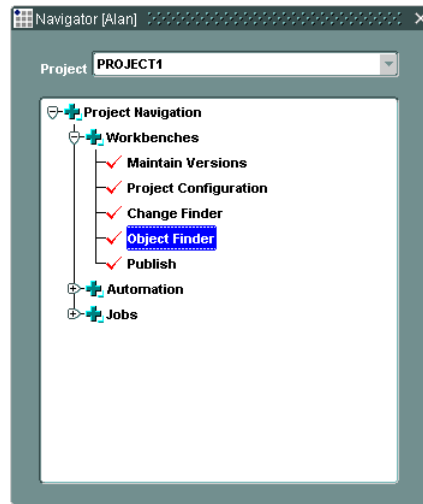 Navigator [Alan]
Project PROJECT1
Project Navigation
Workbenches
Maintain Versions
Project Configuration
Change Finder
Object Finder
Publish
Automation
Jobs